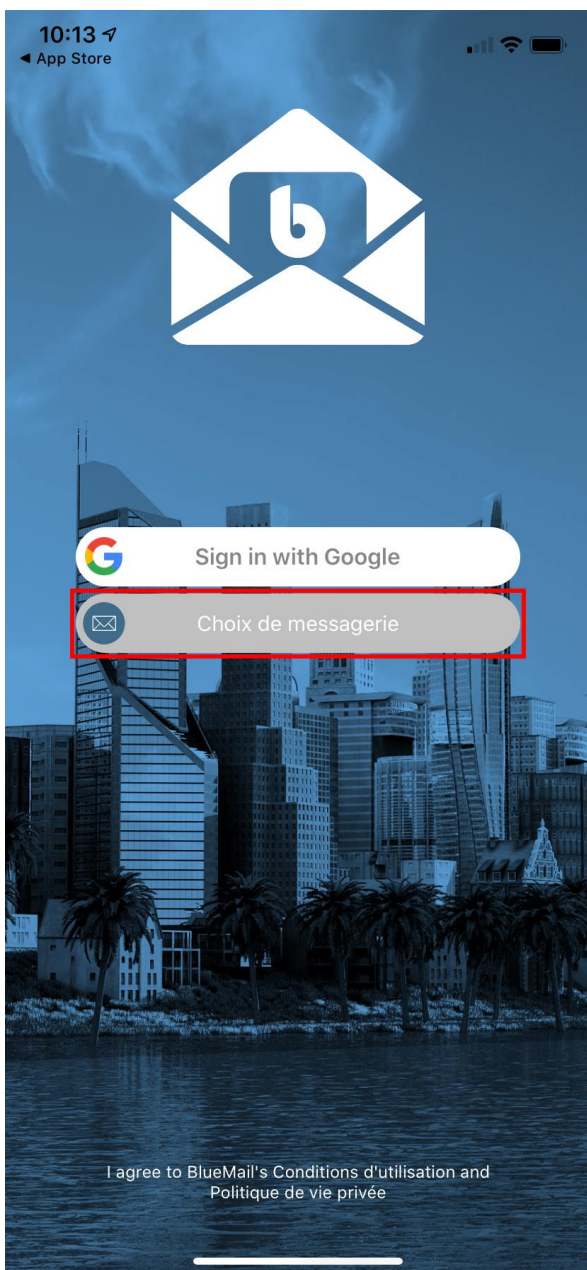 10:13
App Store
b
Sign in with Google
Choix de messagerie
I agree to BlueMail's Conditions d'utilisation and
Politique de vie privée